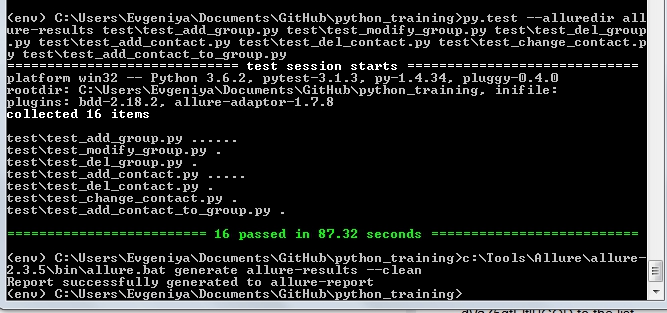 (env) C:\Users\Evgeniya\Documents\GitHub\python_training>py.test --alluredir all
ure-results test\test_add_group.py test\test_modify_group.py test\test_del_group
.py test\test_add_contact.py test\test_del_contact.py test\test_change_contact.p
y test\test_add_contact_to_group.py
============================= test session starts =============================
platform win32 -- Python 3.6.2, pytest-3.1.3, py-1.4.34, pluggy-0.4.0
rootdir: C:\Users\Evgeniya\Documents\GitHub\python_training, inifile:
plugins: bdd-2.18.2, allure-adaptor-1.7.8
collected 16 items
test\test_add_group.py ......
test\test_modify_group.py .
test\test_del_group.py .
test\test_add_contact.py .....
test\test_del_contact.py .
test\test_change_contact.py .
test\test_add_contact_to_group.py .
========================= 16 passed in 87.32 seconds ==========================
(env) C:\Users\Evgeniya\Documents\GitHub\python_training>c:\Tools\Allure\allure-
2.3.5\bin\allure.bat generate allure-results --clean
Report successfully generated to allure-report
(env) C:\Users\Evgeniya\Documents\GitHub\python_training>
to the list